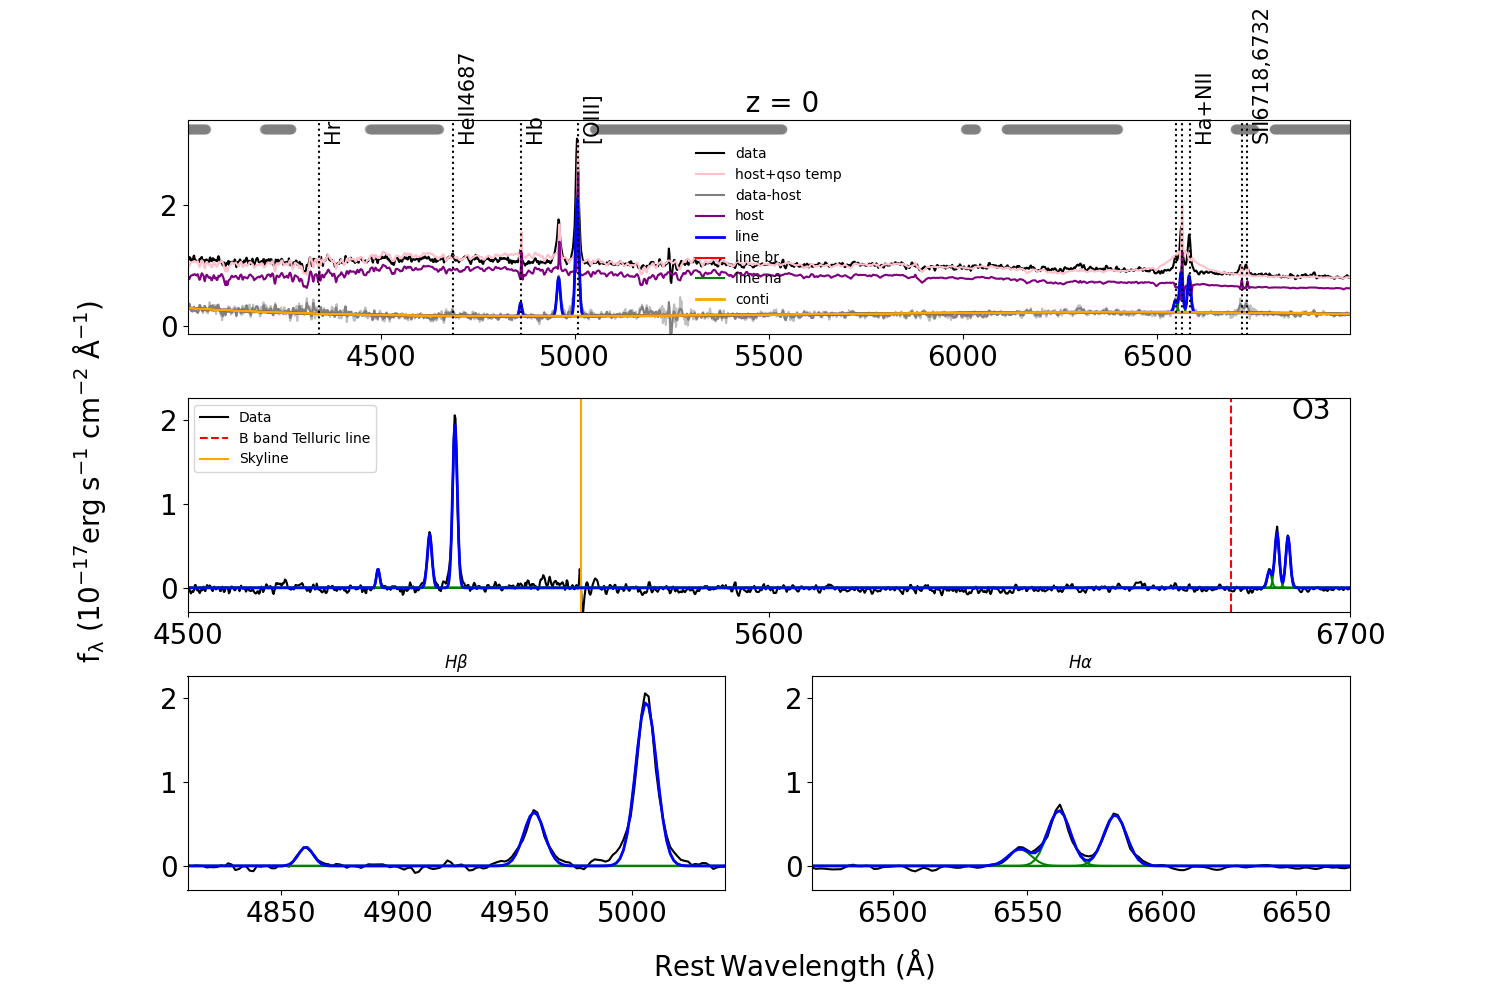 z = 0
Hr
HeII4687
Hb
[OIII]
Ha+NII
SII6718,6732
data
host+qso temp
data-host
host
line
line br
line na
conti
2
0
4500 5000 5500 6000 6500
f_λ (10⁻¹⁷erg s⁻¹ cm⁻² Å⁻¹)
O3
Data
B band Telluric line
Skyline
2
1
0
4500 5600 6700
Hβ
2
1
0
4850 4900 4950 5000
Hα
2
1
0
6500 6550 6600 6650
Rest Wavelength (Å)